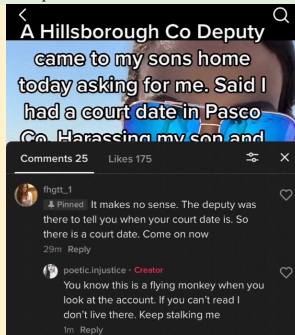 A Hillsborough Co Deputy
came to my sons home
today asking for me. Said I
had a court date in Pasco
Co. Harassing my son and
Comments 25 Likes 175
fhgtt_1
Pinned It makes no sense. The deputy was
there to tell you when your court date is. So
there is a court date. Come on now
29m Reply
poetic.injustice · Creator
You know this is a flying monkey when you
look at the account. If you can't read I
don't live there. Keep stalking me
1m Reply